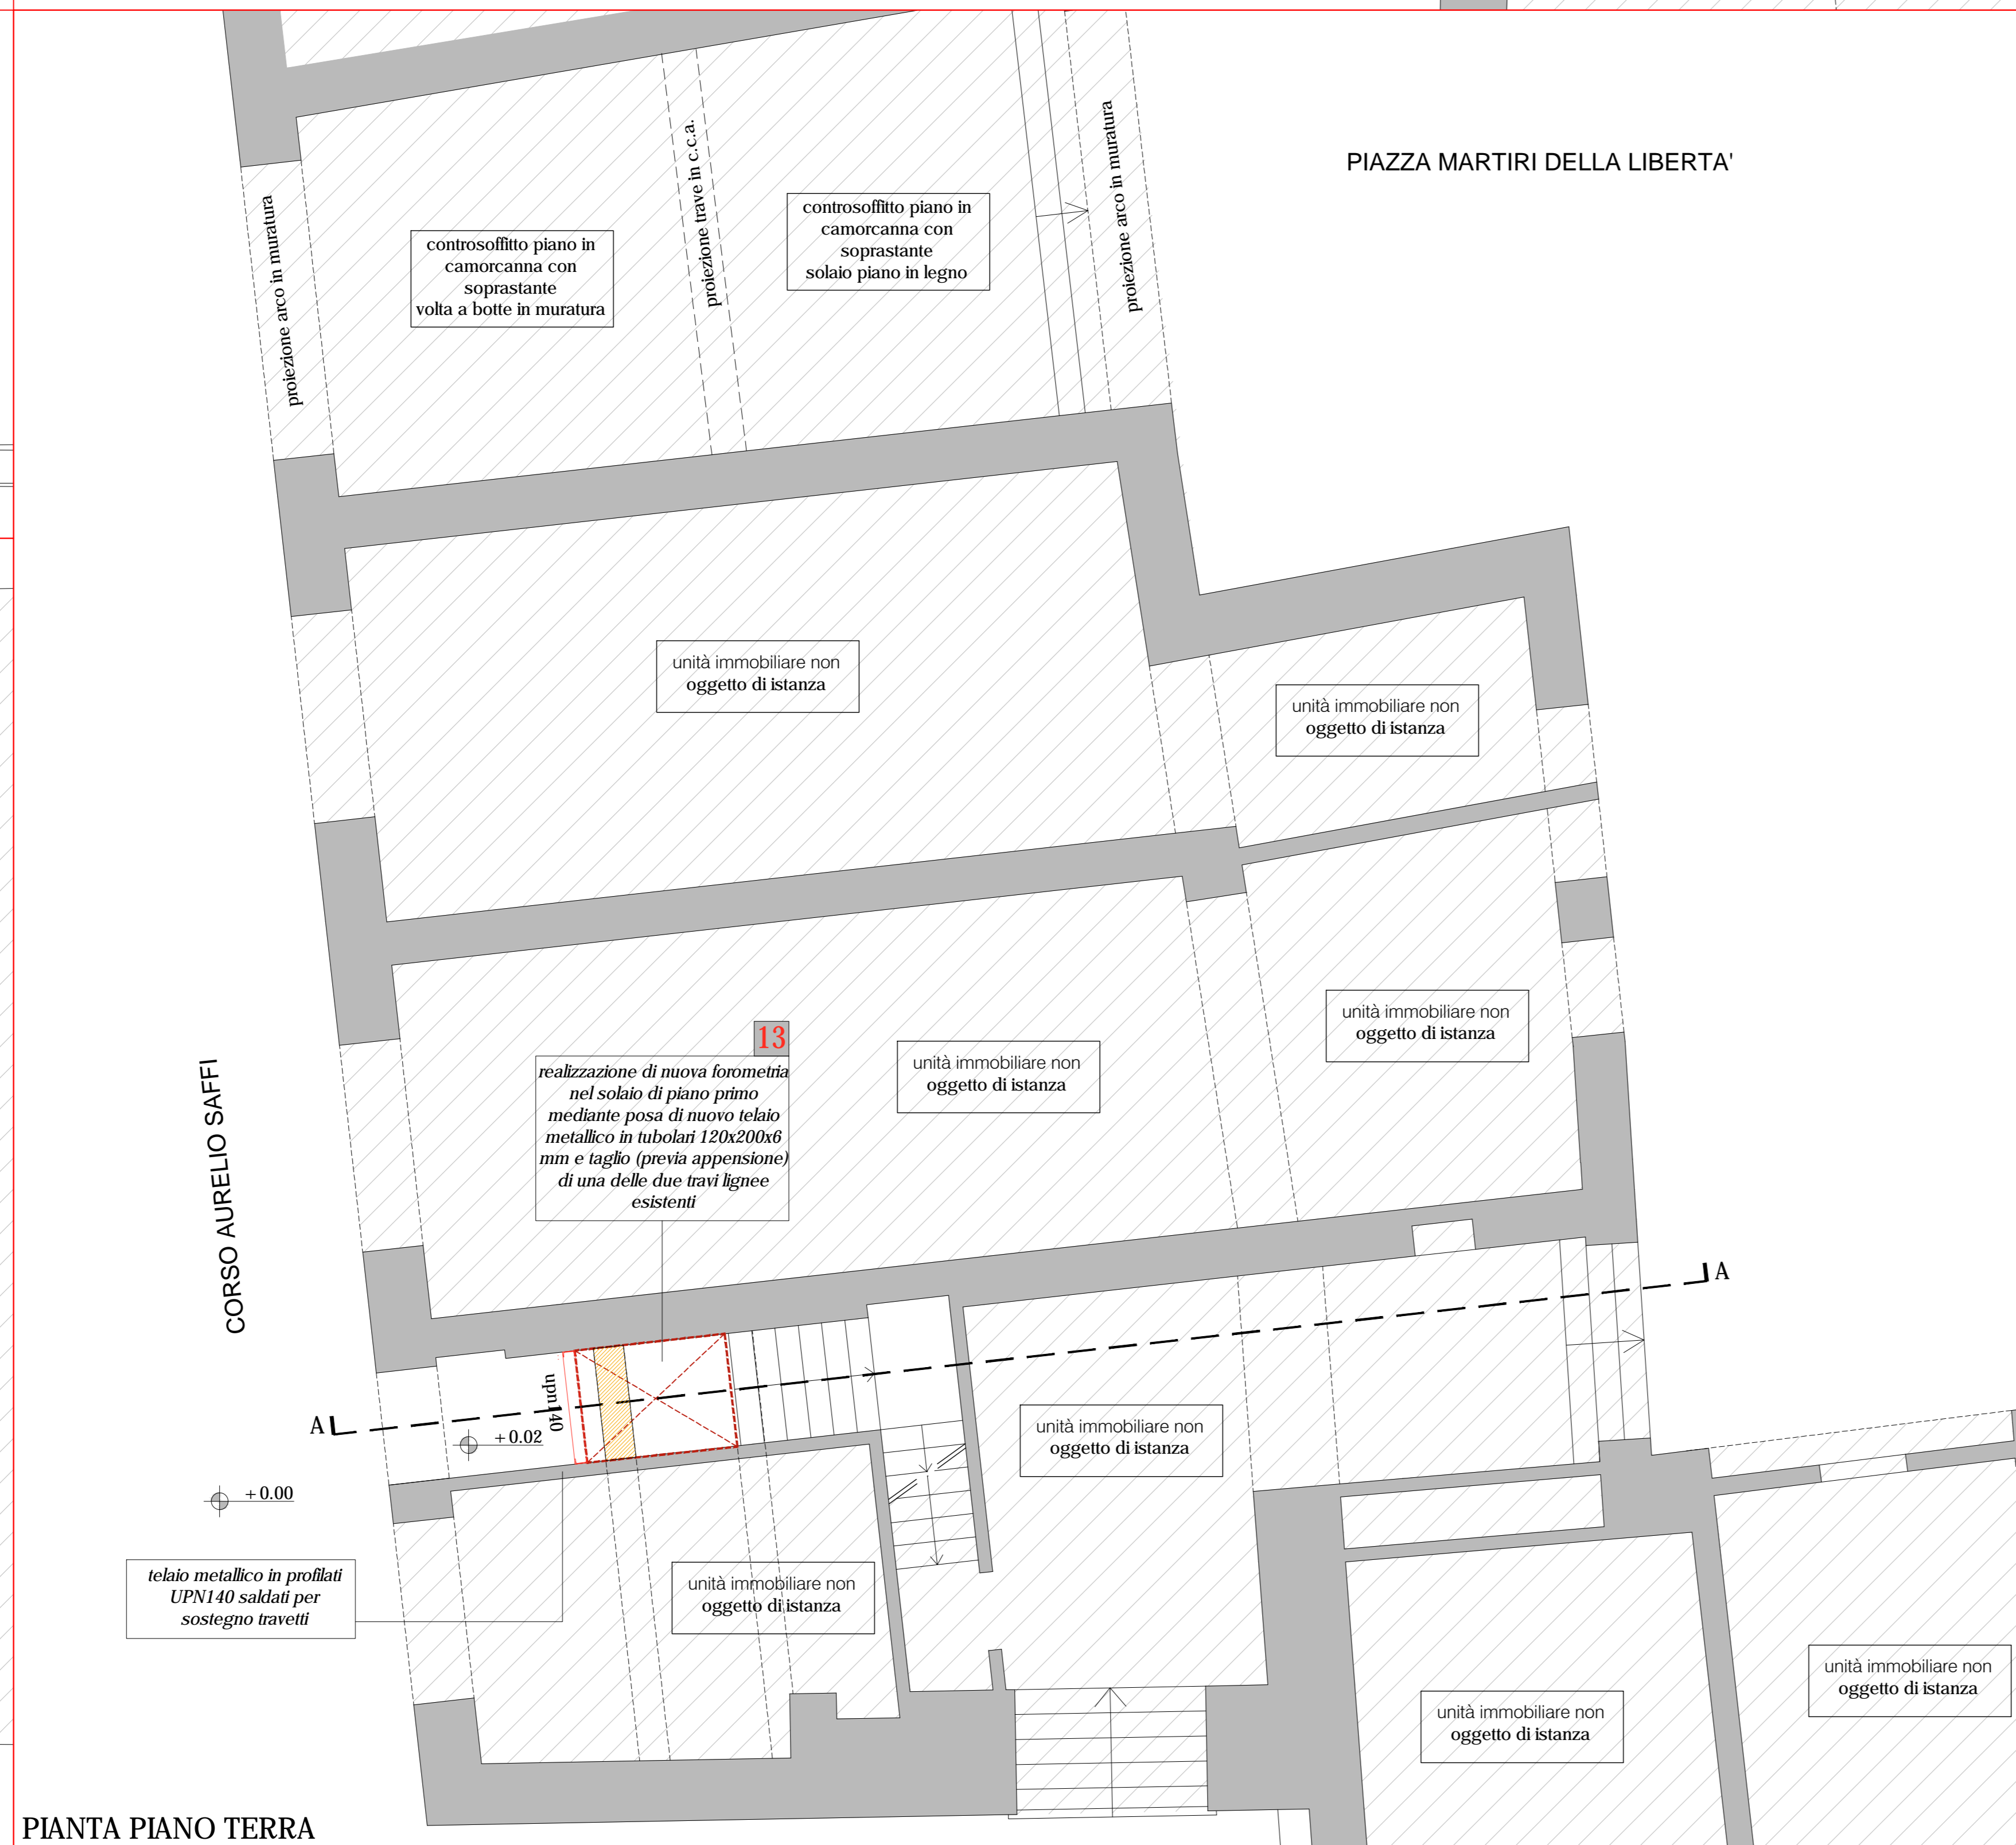 PIAZZA MARTIRI DELLA LIBERTA'
proiezione arco in muratura
proiezione trave in c.c.a.
proiezione arco in muratura
controsoffitto piano in
camorcanna con
soprastante
volta a botte in muratura
controsoffitto piano in
camorcanna con
soprastante
solaio piano in legno
unità immobiliare non
oggetto di istanza
unità immobiliare non
oggetto di istanza
unità immobiliare non
oggetto di istanza
unità immobiliare non
oggetto di istanza
13
realizzazione di nuova forometria
nel solaio di piano primo
mediante posa di nuovo telaio
metallico in tubolari 120x200x6
mm e taglio (previa appensione)
di una delle due travi lignee
esistenti
CORSO AURELIO SAFFI
A
A
upn140
+0.02
+0.00
unità immobiliare non
oggetto di istanza
telaio metallico in profilati
UPN140 saldati per
sostegno travetti
unità immobiliare non
oggetto di istanza
unità immobiliare non
oggetto di istanza
unità immobiliare non
oggetto di istanza
PIANTA PIANO TERRA